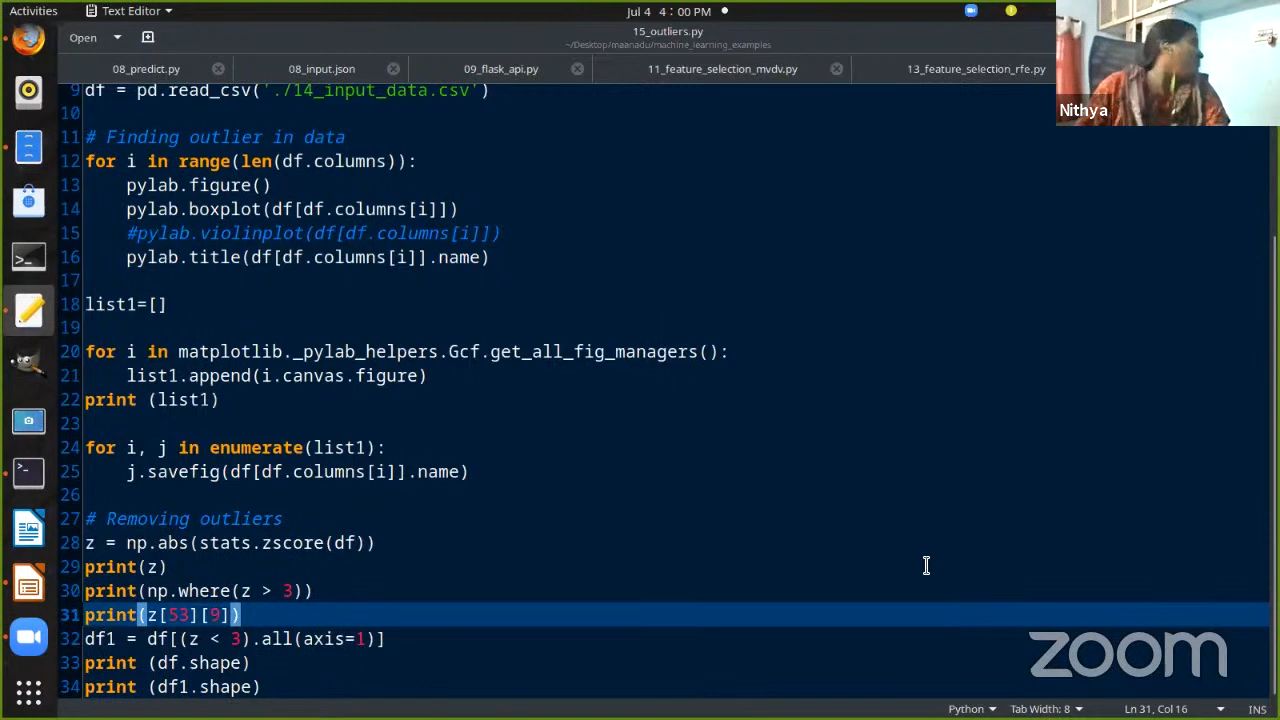 Activities
Text Editor
Jul 4 4:00 PM
Open
15_outliers.py
~/Desktop/maanadu/machine_learning_examples
08_predict.py
08_input.json
09_flask_api.py
11_feature_selection_mvdv.py
13_feature_selection_rfe.py
Nithya
9 df = pd.read_csv('./14_input_data.csv')
10
11 # Finding outlier in data
12 for i in range(len(df.columns)):
13     pylab.figure()
14     pylab.boxplot(df[df.columns[i]])
15     #pylab.violinplot(df[df.columns[i]])
16     pylab.title(df[df.columns[i]].name)
17
18 list1=[]
19
20 for i in matplotlib._pylab_helpers.Gcf.get_all_fig_managers():
21     list1.append(i.canvas.figure)
22 print (list1)
23
24 for i, j in enumerate(list1):
25     j.savefig(df[df.columns[i]].name)
26
27 # Removing outliers
28 z = np.abs(stats.zscore(df))
29 print(z)
30 print(np.where(z > 3))
31 print(z[53][9])
32 df1 = df[(z < 3).all(axis=1)]
33 print (df.shape)
34 print (df1.shape)
zoom
Python
Tab Width: 8
Ln 31, Col 16
INS